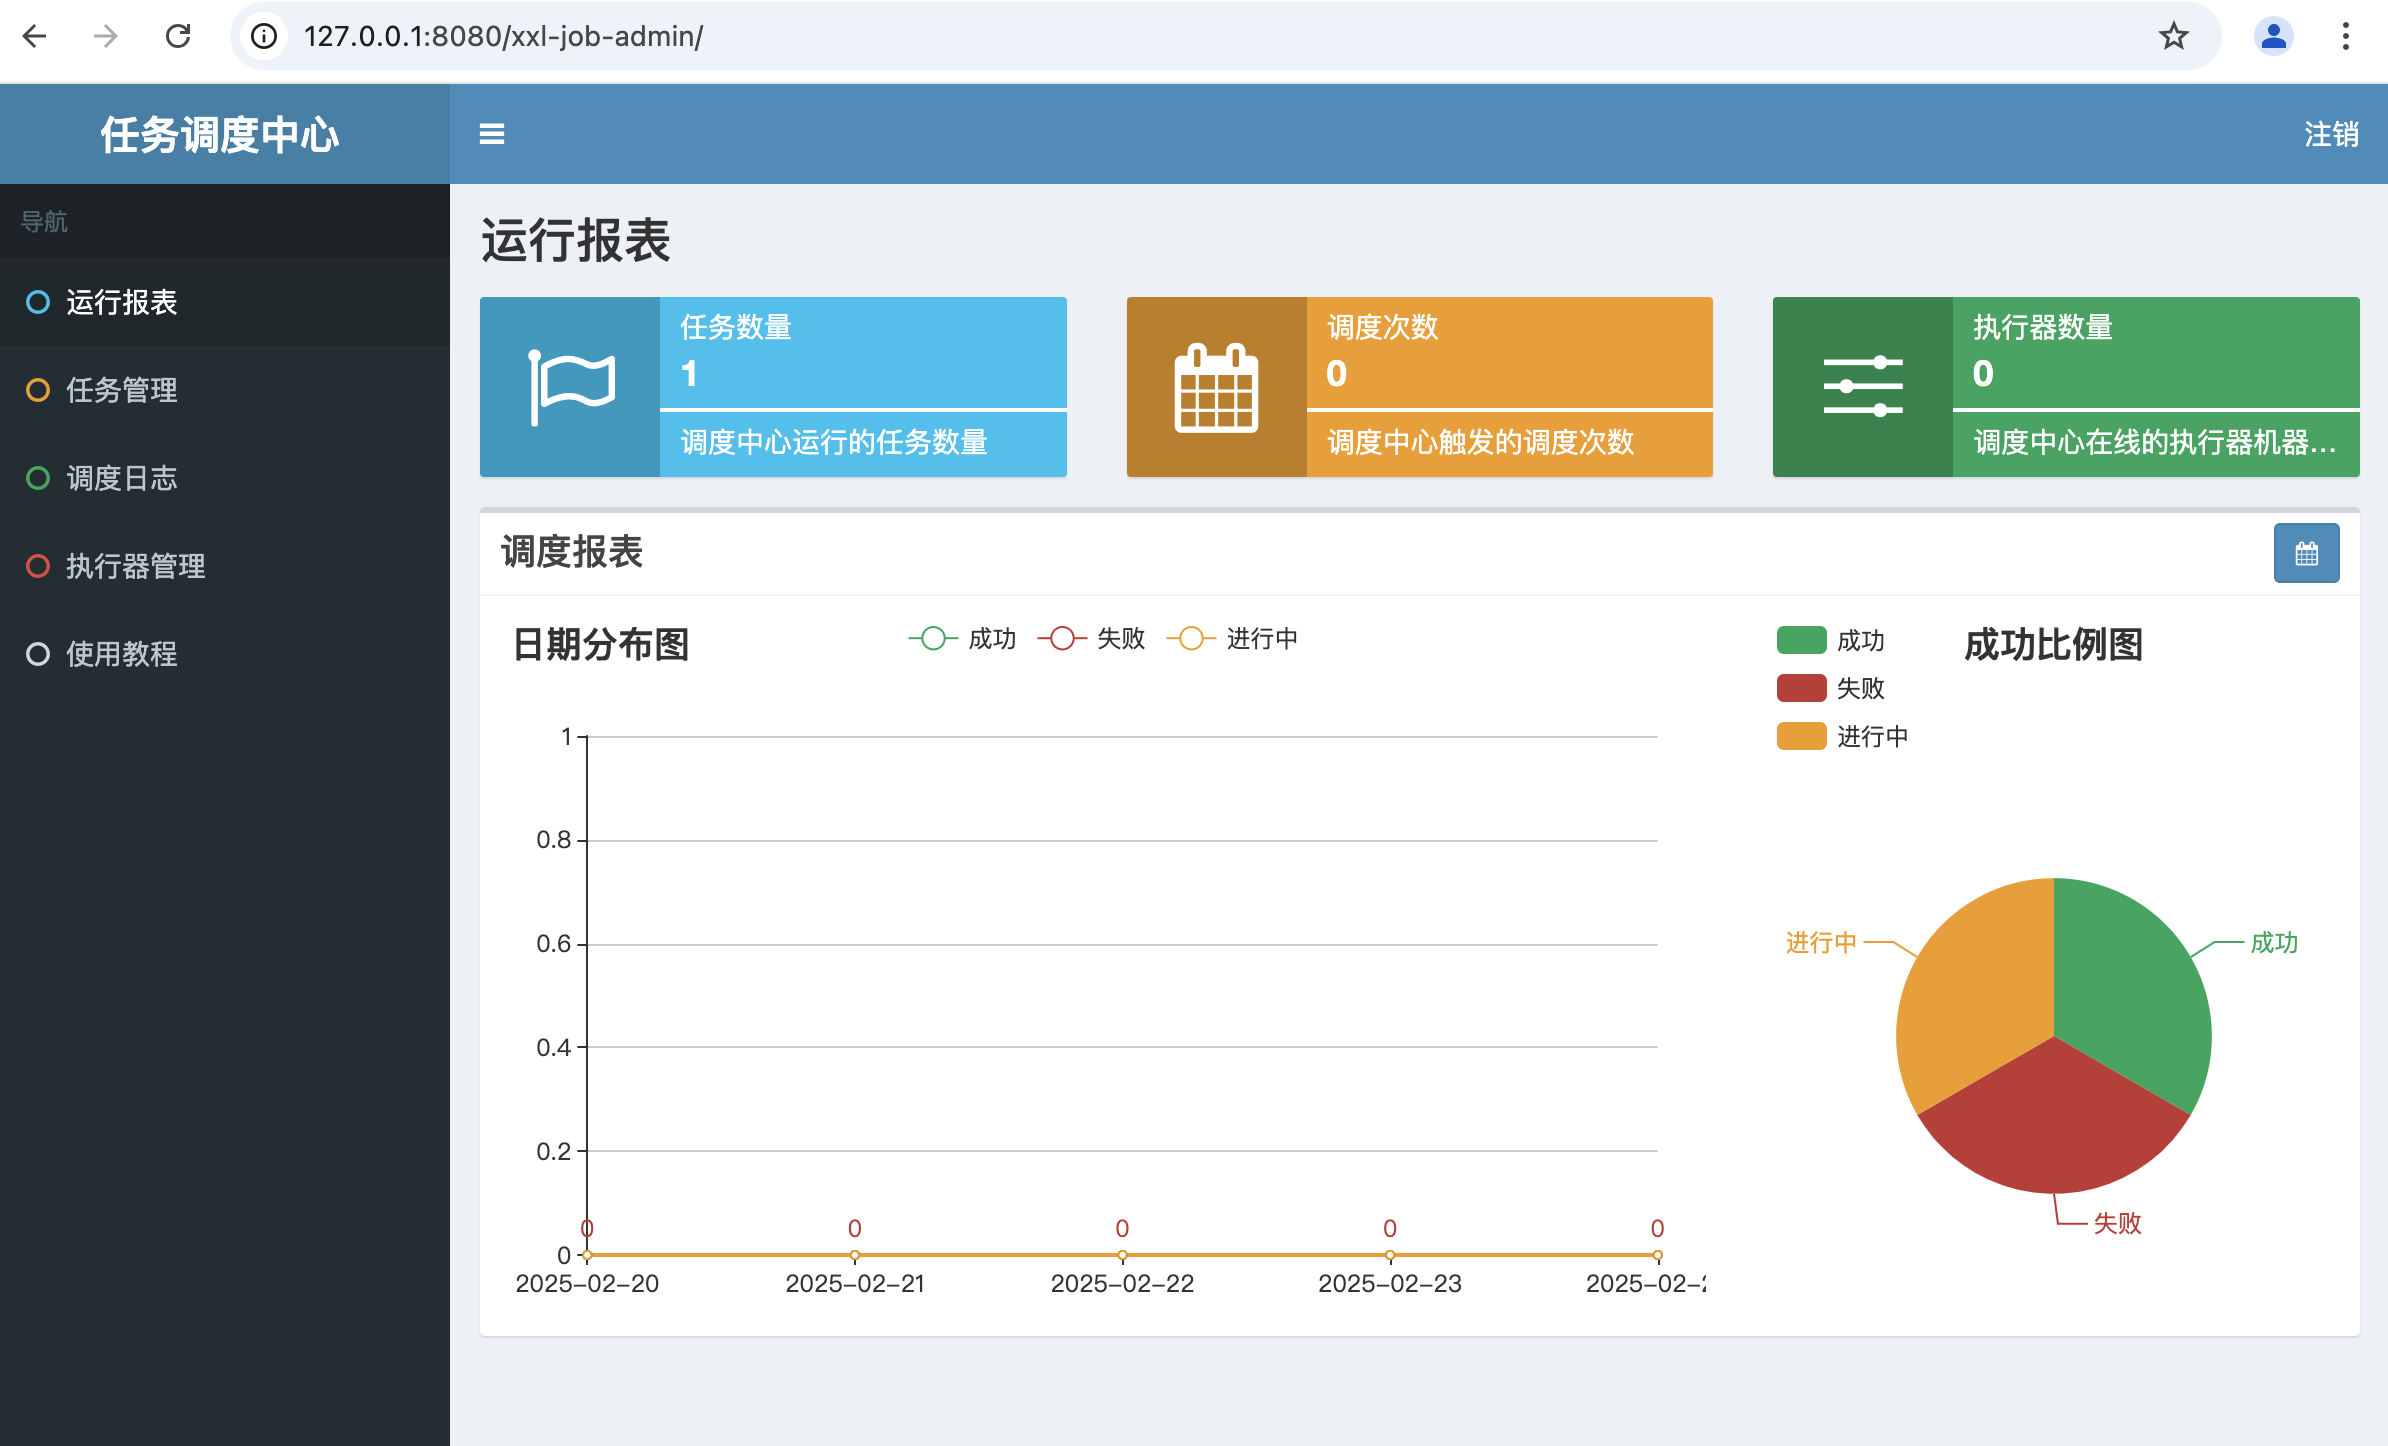 127.0.0.1:8080/xxl-job-admin/
任务调度中心
注销
导航
运行报表
任务管理
调度日志
执行器管理
使用教程
运行报表
任务数量
1
调度中心运行的任务数量
调度次数
0
调度中心触发的调度次数
执行器数量
0
调度中心在线的执行器机器...
调度报表
日期分布图
成功
失败
进行中
1
0.8
0.6
0.4
0.2
0
0
0
0
0
0
2025-02-20
2025-02-21
2025-02-22
2025-02-23
2025-02-
成功
失败
进行中
成功比例图
进行中
成功
失败